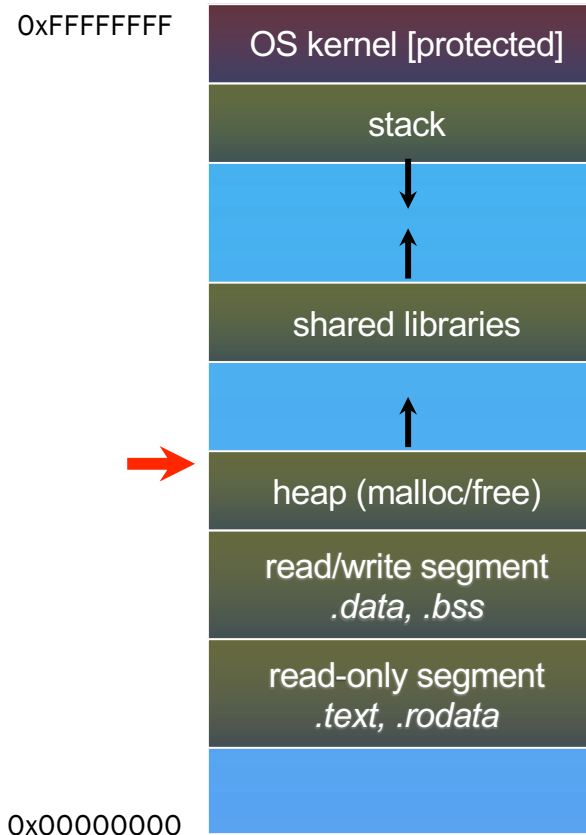 0xFFFFFFFF
OS kernel [protected]
stack
shared libraries
heap (malloc/free)
read/write segment
.data, .bss
read-only segment
.text, .rodata
0x00000000